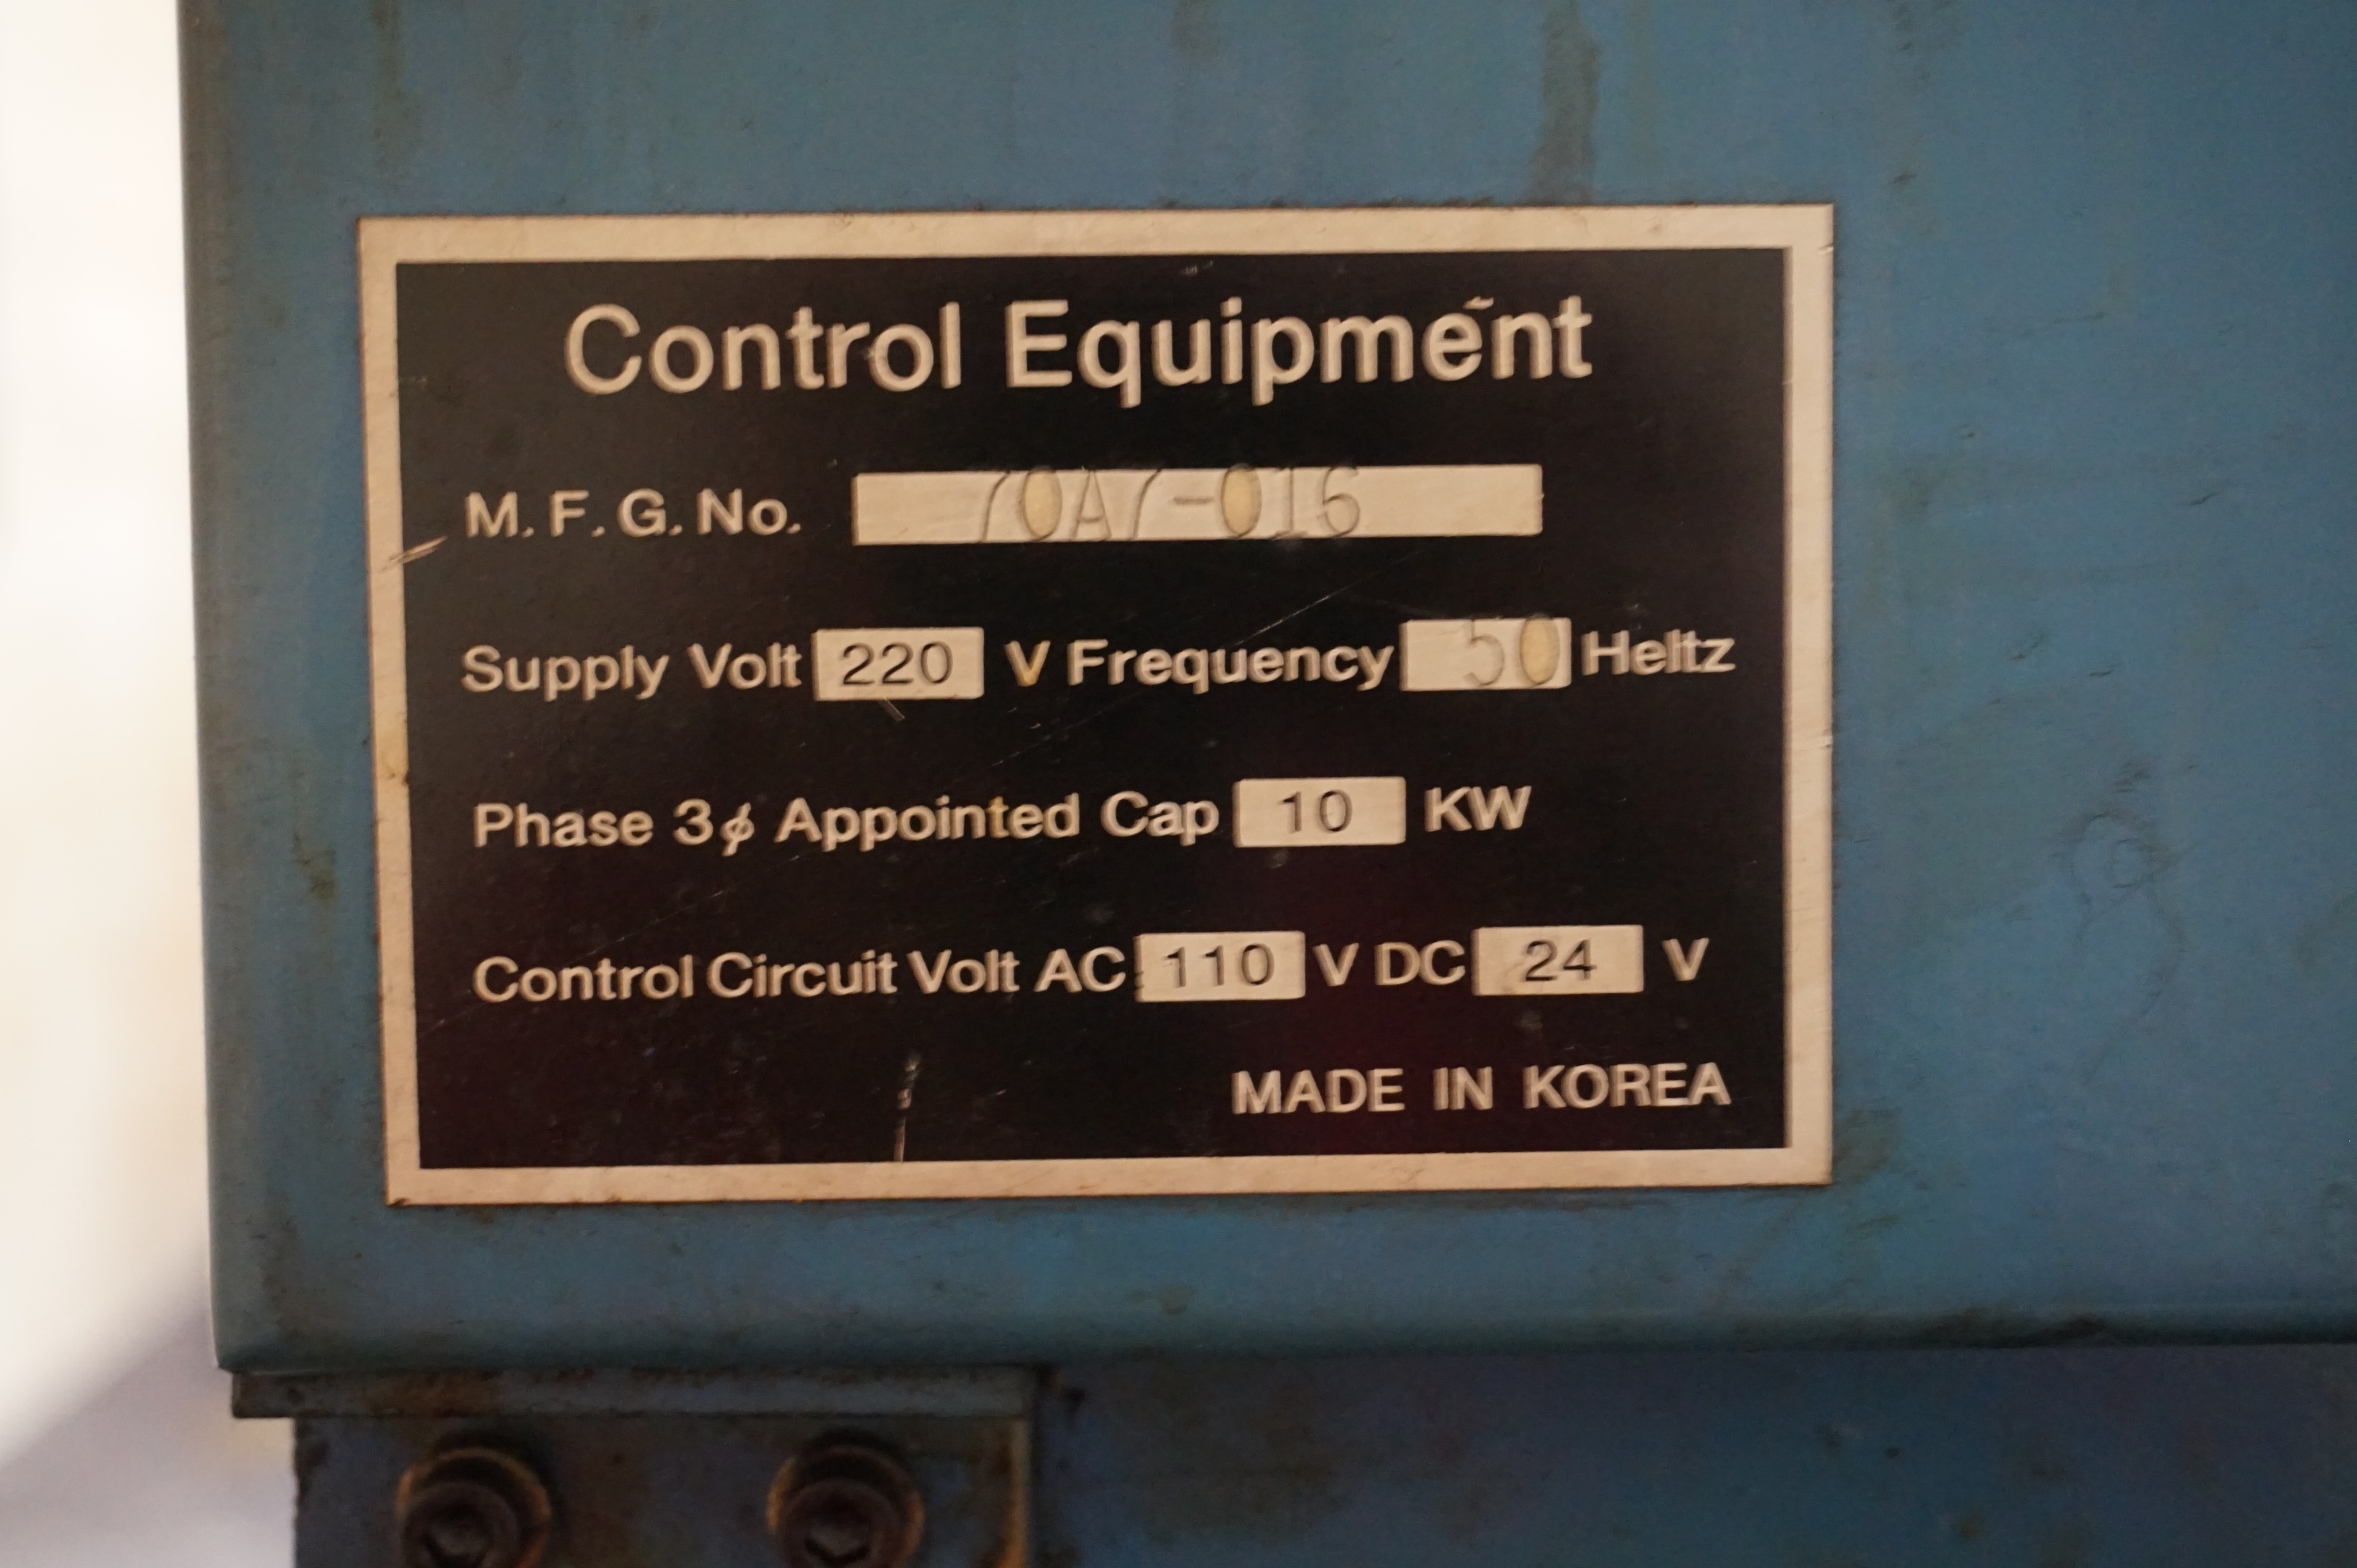 Control Equipment
M. F. G. No. 70A7-016
Supply Volt 220 V Frequency 50 Heltz
Phase 3φ Appointed Cap 10 KW
Control Circuit Volt AC 110 V DC 24 V
MADE IN KOREA